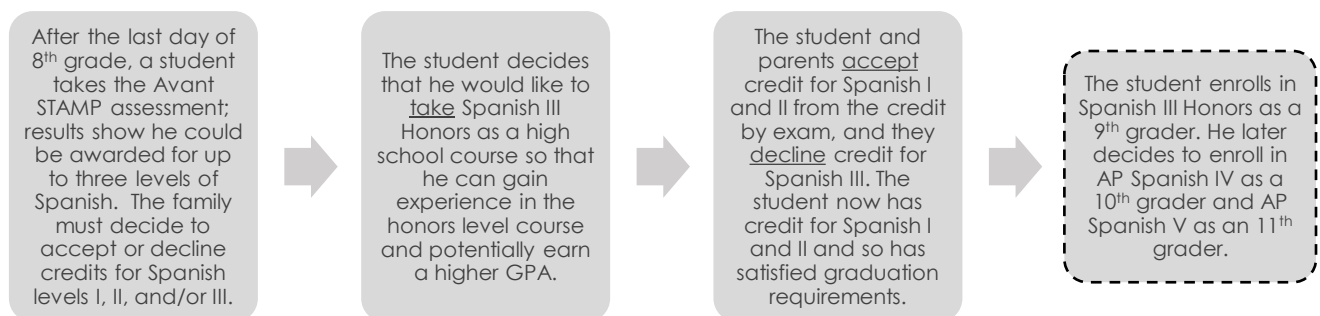 After the last day of
8th grade, a student
takes the Avant
STAMP assessment;
results show he could
be awarded for up
to three levels of
Spanish. The family
must decide to
accept or decline
credits for Spanish
levels I, II, and/or III.
The student decides
that he would like to
take Spanish III
Honors as a high
school course so that
he can gain
experience in the
honors level course
and potentially earn
a higher GPA.
The student and
parents accept
credit for Spanish I
and II from the credit
by exam, and they
decline credit for
Spanish III. The
student now has
credit for Spanish I
and II and so has
satisfied graduation
requirements.
The student enrolls in
Spanish III Honors as a
9th grader. He later
decides to enroll in
AP Spanish IV as a
10th grader and AP
Spanish V as an 11th
grader.